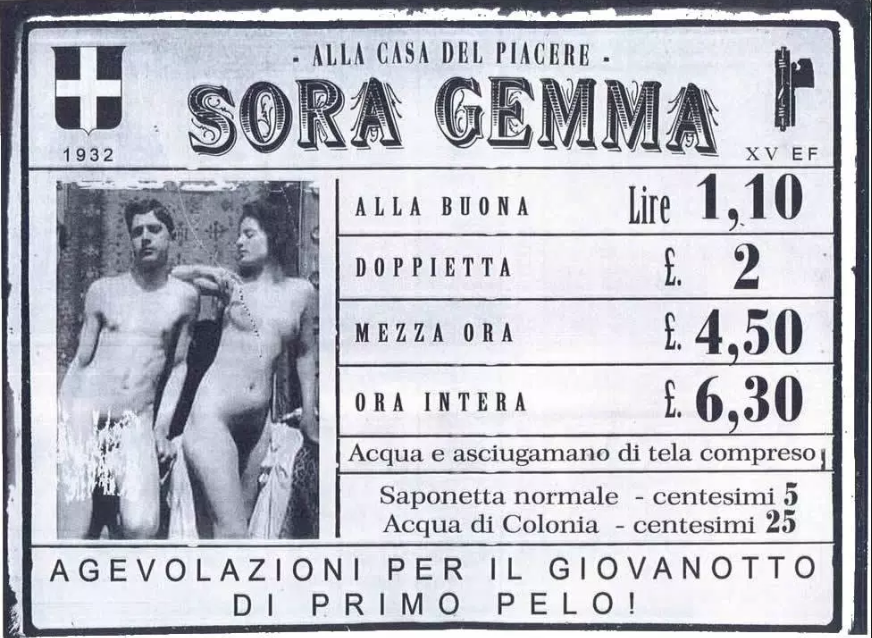 - ALLA CASA DEL PIACERE -
SORA GEMMA
1932
XV EF
ALLA BUONA Lire 1,10
DOPPIETTA £. 2
MEZZA ORA £. 4,50
ORA INTERA £. 6,30
Acqua e asciugamano di tela compreso
Saponetta normale - centesimi 5
Acqua di Colonia - centesimi 25
AGEVOLAZIONI PER IL GIOVANOTTO
DI PRIMO PELO!